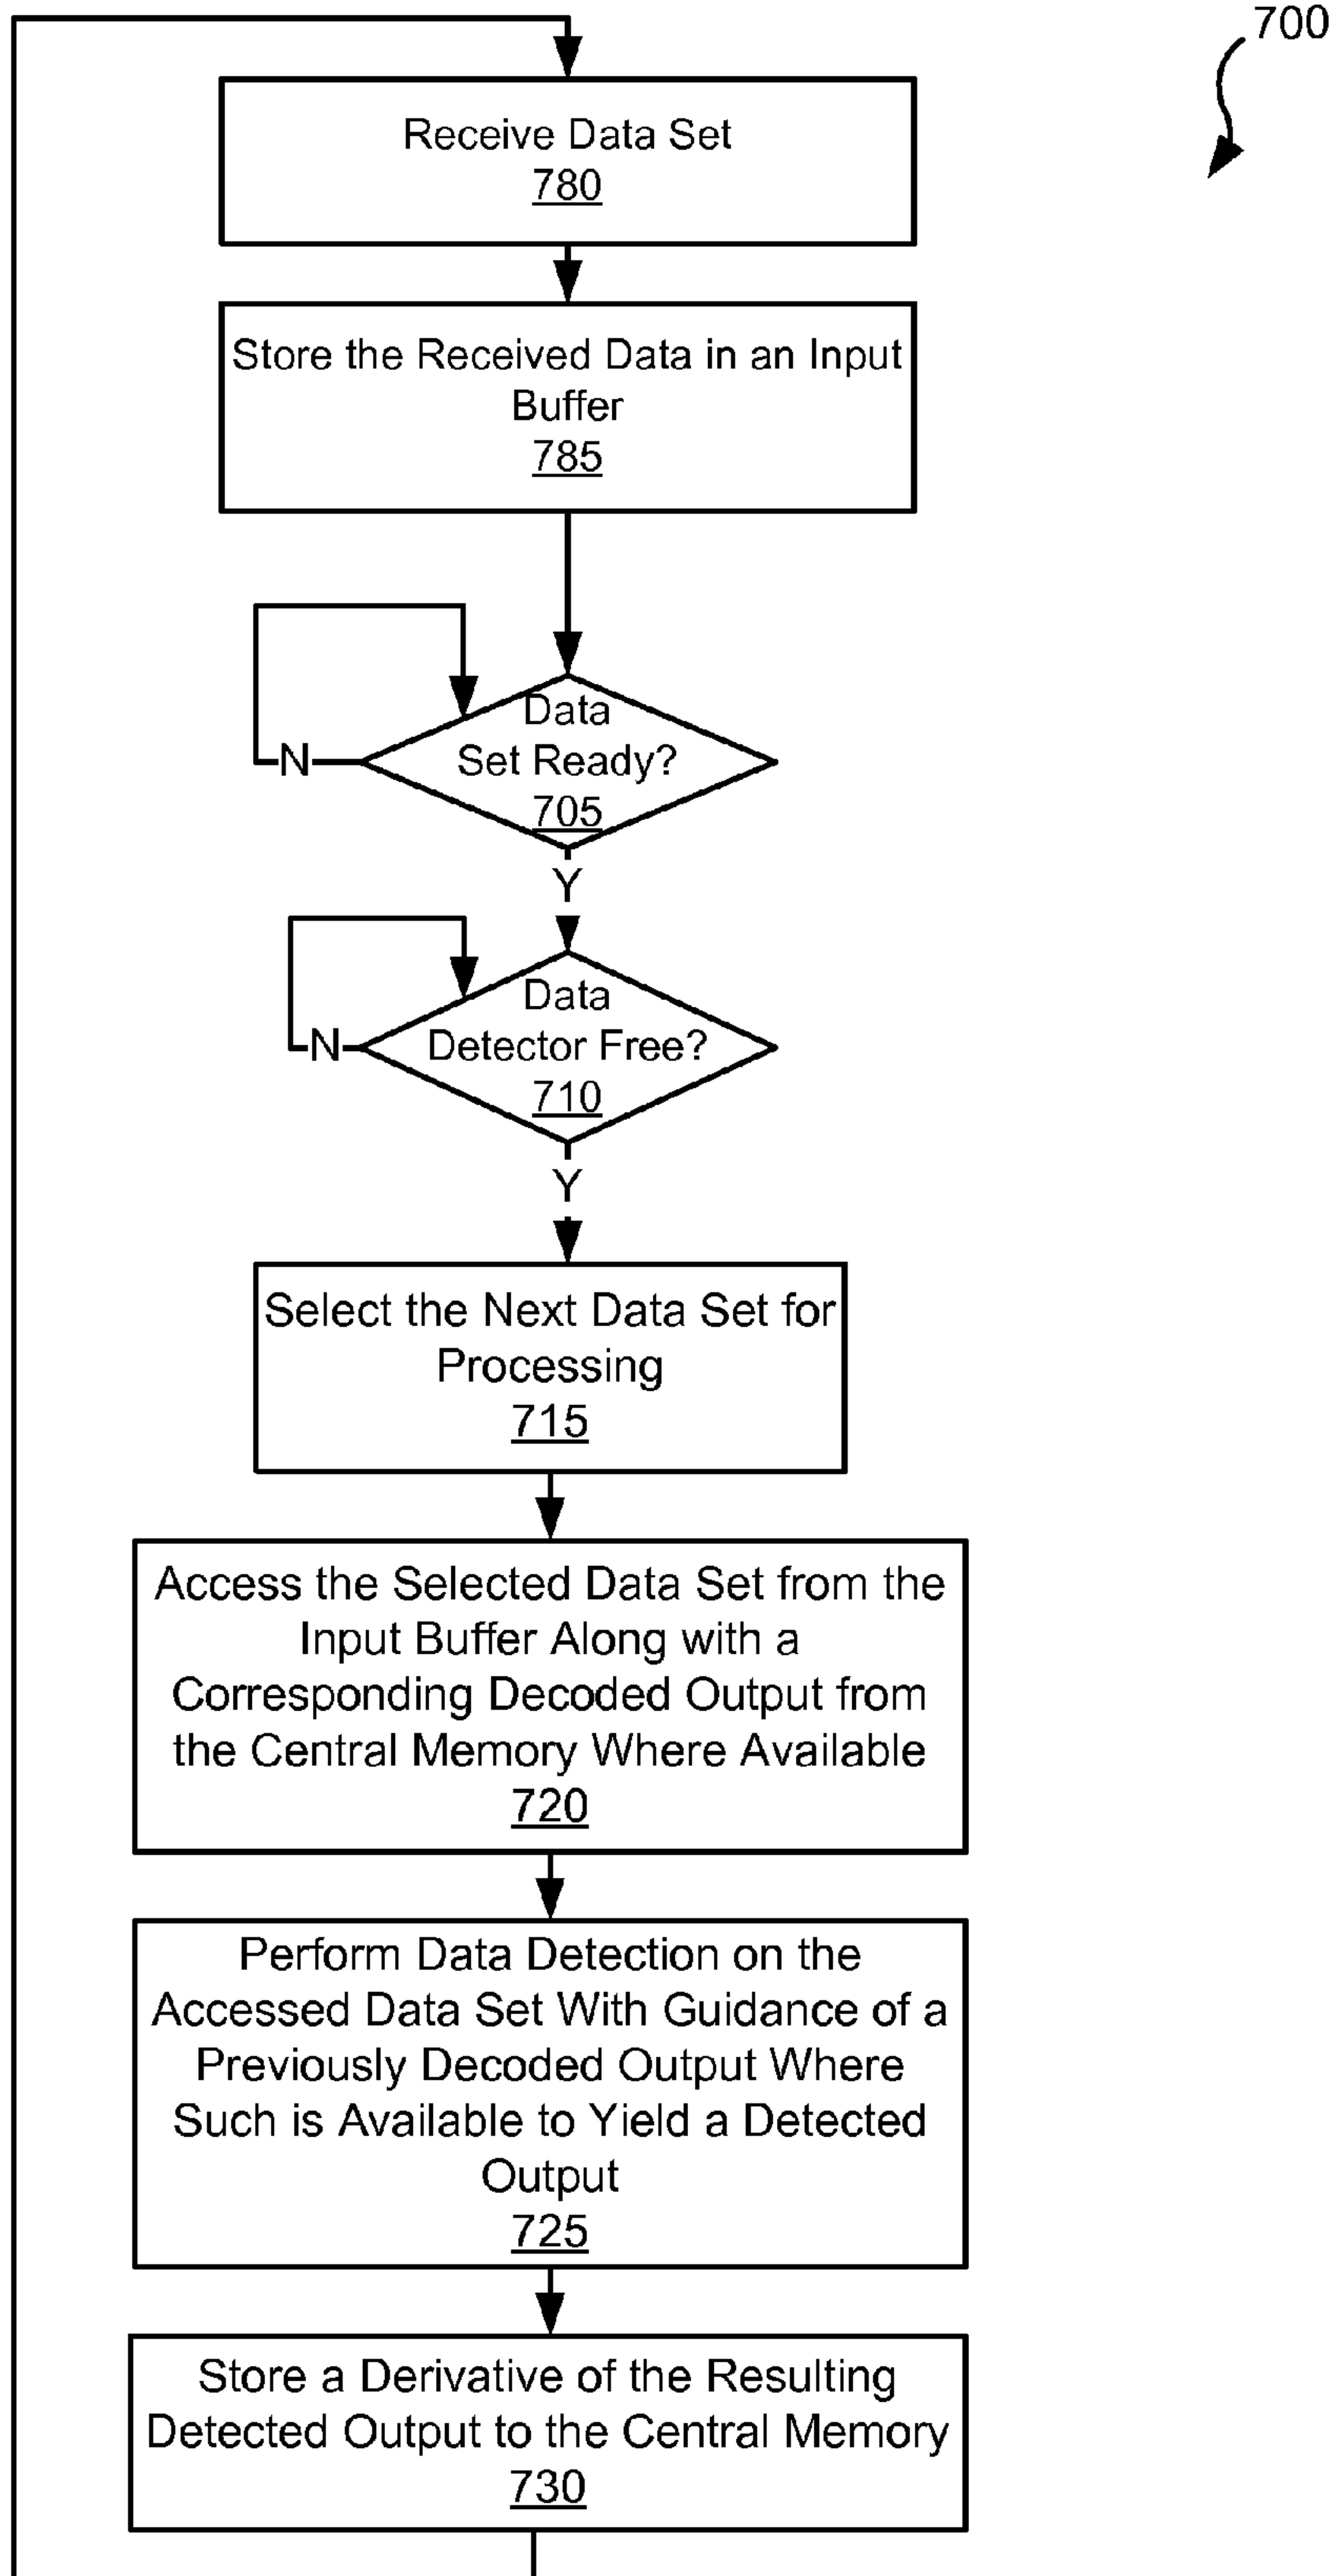 700
Receive Data Set
780
Store the Received Data in an Input
Buffer
785
Data
Set Ready?
705
N
Y
Data
Detector Free?
710
N
Y
Select the Next Data Set for
Processing
715
Access the Selected Data Set from the
Input Buffer Along with a
Corresponding Decoded Output from
the Central Memory Where Available
720
Perform Data Detection on the
Accessed Data Set With Guidance of a
Previously Decoded Output Where
Such is Available to Yield a Detected
Output
725
Store a Derivative of the Resulting
Detected Output to the Central Memory
730